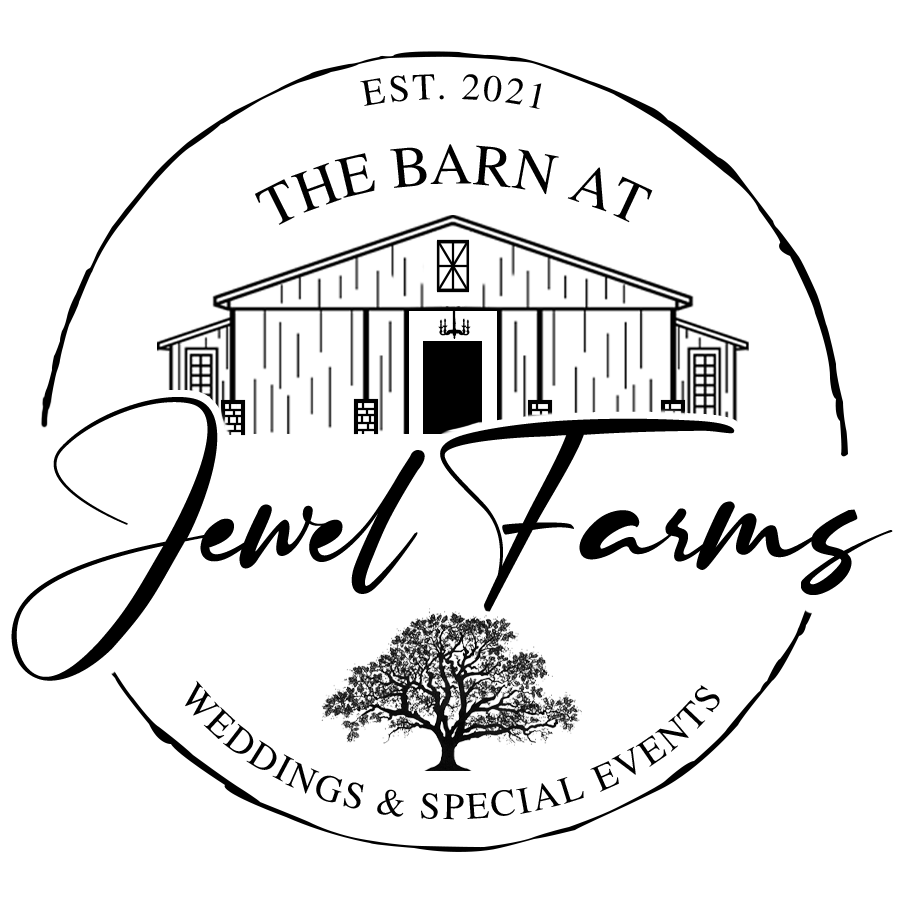 EST. 2021
THE BARN AT
Jewel Farms
WEDDINGS & SPECIAL EVENTS